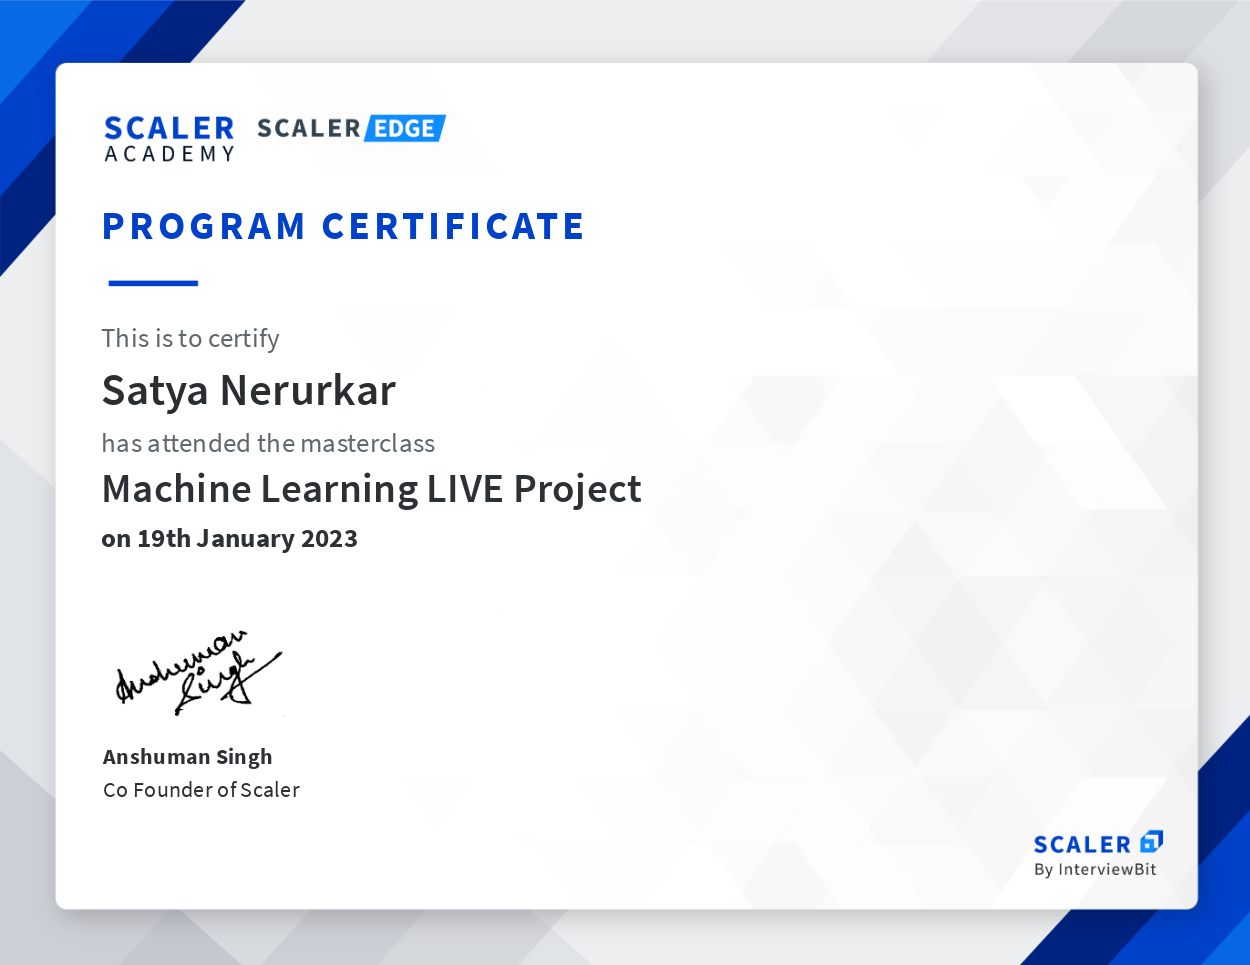 SCALER ACADEMY
SCALER EDGE
PROGRAM CERTIFICATE
This is to certify
Satya Nerurkar
has attended the masterclass
Machine Learning LIVE Project
on 19th January 2023
Anshuman
Singh
Anshuman Singh
Co Founder of Scaler
SCALER
By InterviewBit